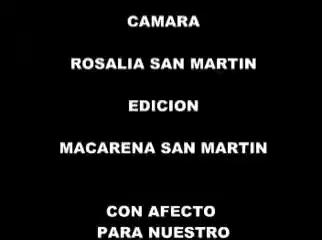 CAMARA
ROSALIA SAN MARTIN
EDICION
MACARENA SAN MARTIN
CON AFECTO
PARA NUESTRO